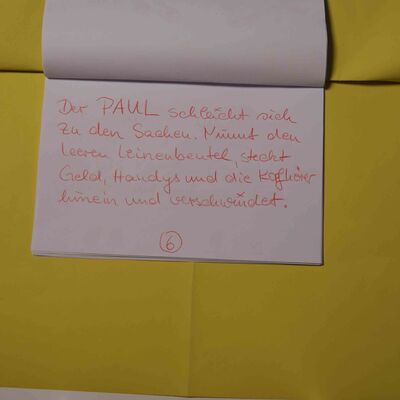 Der PAUL schleicht sich
zu den Sachen. Nimmt den
leeren Leinenbeutel, steckt
Geld, Handys und die Kopfhörer
hinein und verschwindet.
6